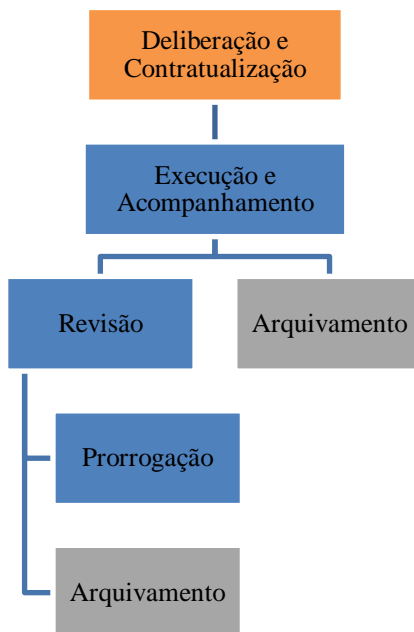 Deliberação e
Contratualização
Execução e
Acompanhamento
Revisão
Arquivamento
Prorrogação
Arquivamento